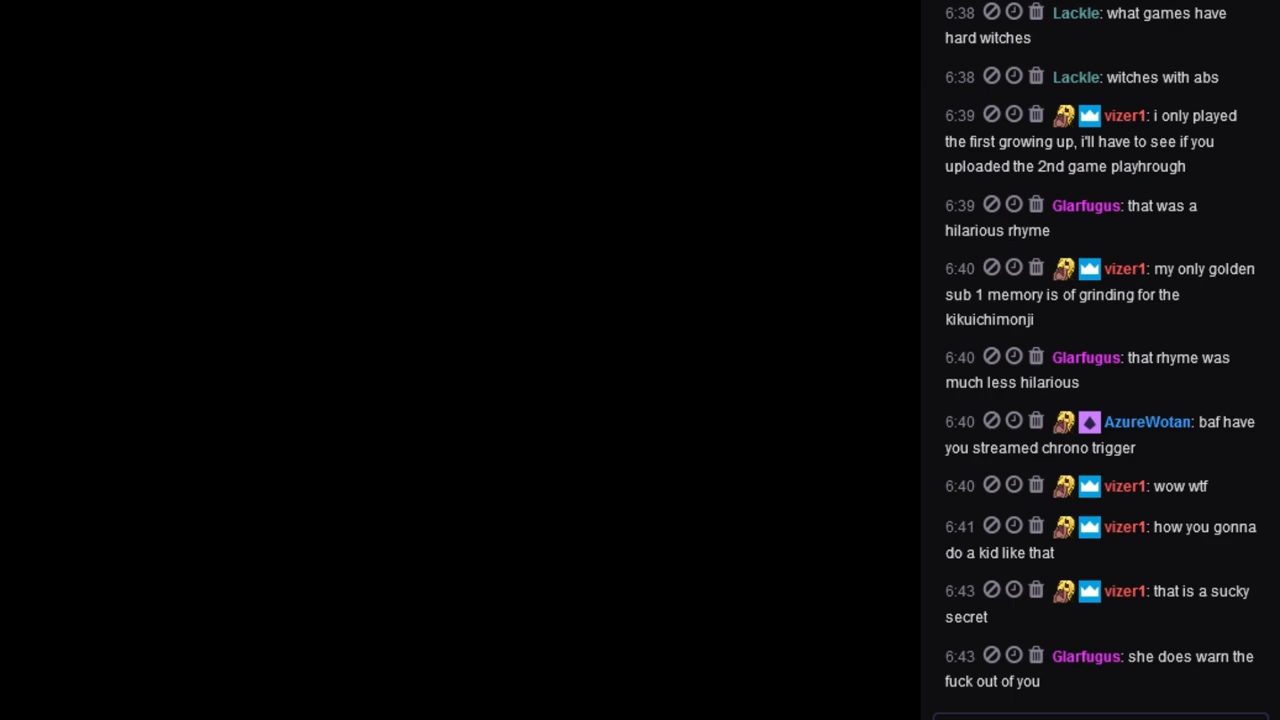 6:38 Lackle: what games have
hard witches
6:38 Lackle: witches with abs
6:39 vizer1: i only played
the first growing up, i'll have to see if you
uploaded the 2nd game playhrough
6:39 Glarfugus: that was a
hilarious rhyme
6:40 vizer1: my only golden
sub 1 memory is of grinding for the
kikuichimonji
6:40 Glarfugus: that rhyme was
much less hilarious
6:40 AzureWotan: baf have
you streamed chrono trigger
6:40 vizer1: wow wtf
6:41 vizer1: how you gonna
do a kid like that
6:43 vizer1: that is a sucky
secret
6:43 Glarfugus: she does warn the
fuck out of you